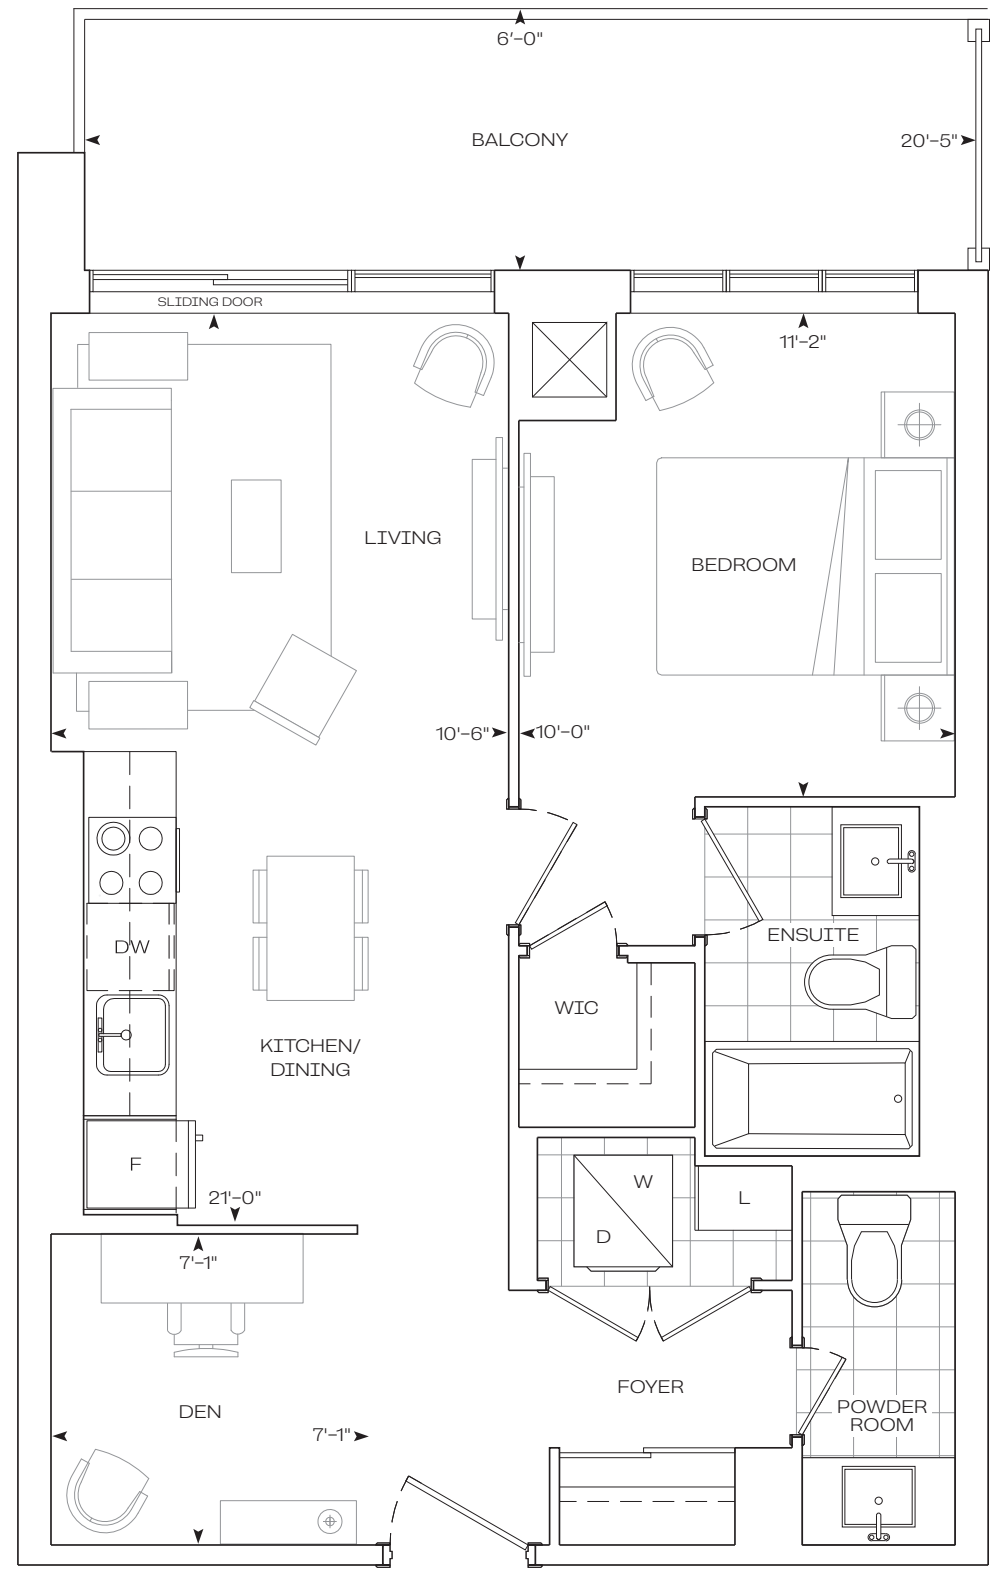 6'-0"
BALCONY
20'-5"
SLIDING DOOR
11'-2"
LIVING
BEDROOM
10'-6"
10'-0"
DW
ENSUITE
WIC
KITCHEN/
DINING
F
W
L
21'-0"
D
7'-1"
FOYER
DEN
POWDER
ROOM
7'-1"